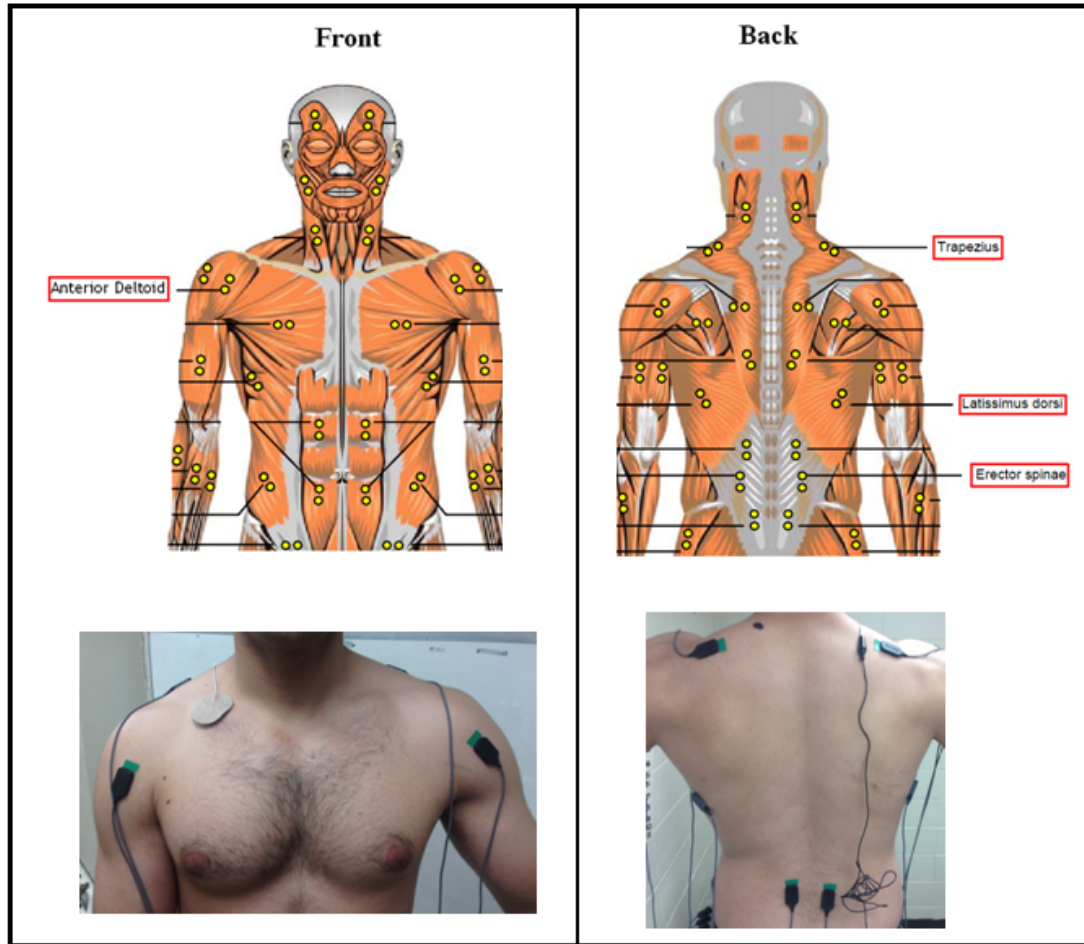 Front
Back
Anterior Deltoid
Trapezius
Latissimus dorsi
Erector spinae